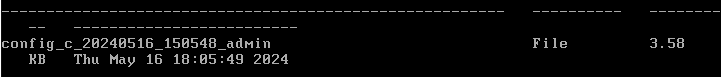 -------------------------------------------------------   ----------   --------
   --   -------------------------
config_c_20240516_150548_admin                            File         3.58
   KB   Thu May 16 18:05:49 2024